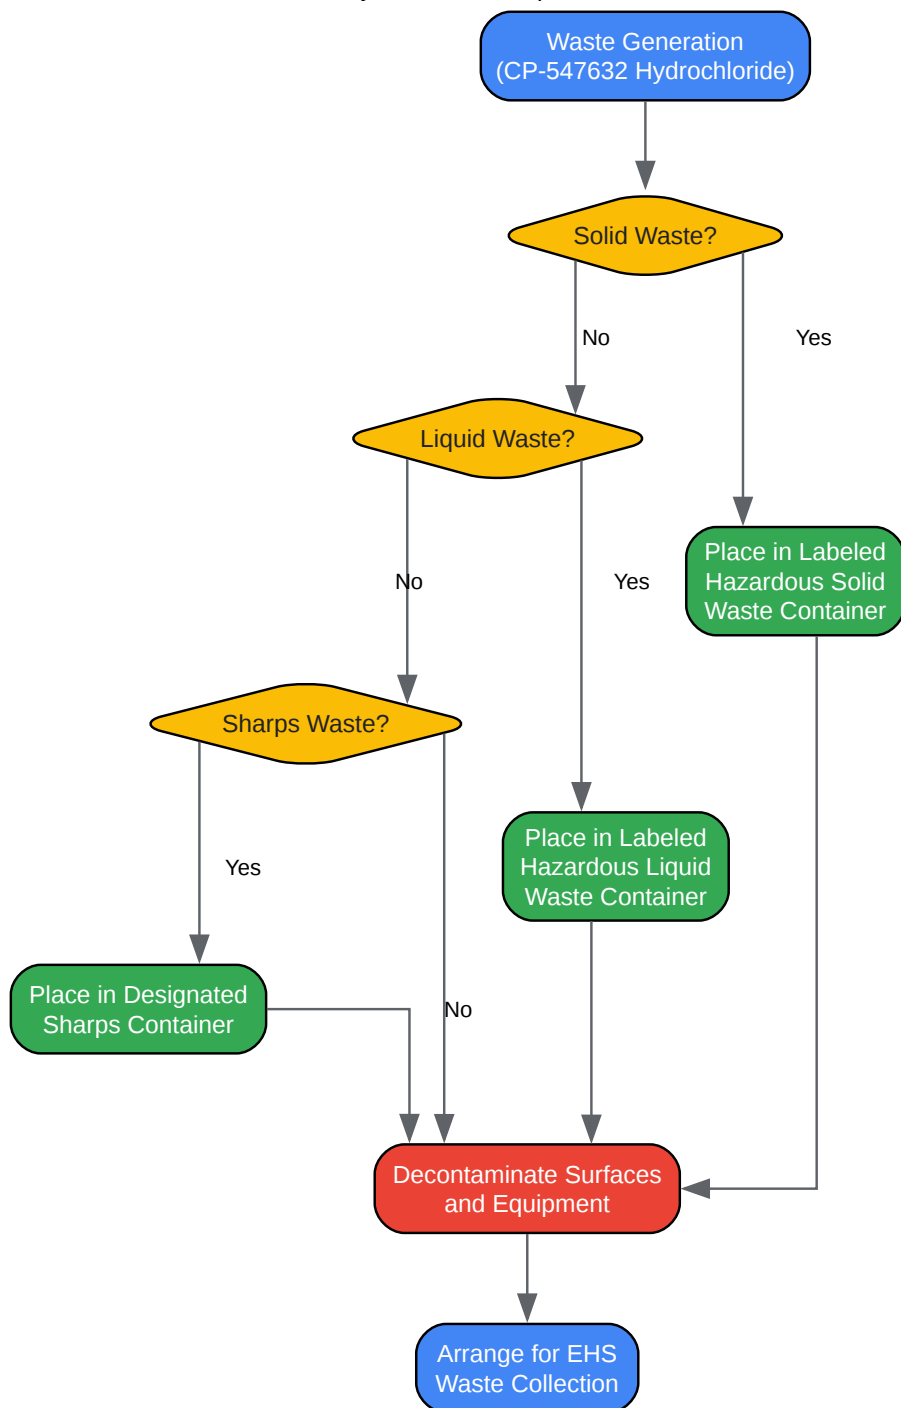 Waste Generation
(CP-547632 Hydrochloride)
Solid Waste?
No
Yes
Liquid Waste?
No
Yes
Place in Labeled
Hazardous Solid
Waste Container
Sharps Waste?
Yes
Place in Labeled
Hazardous Liquid
Waste Container
Place in Designated
Sharps Container
No
Decontaminate Surfaces
and Equipment
Arrange for EHS
Waste Collection